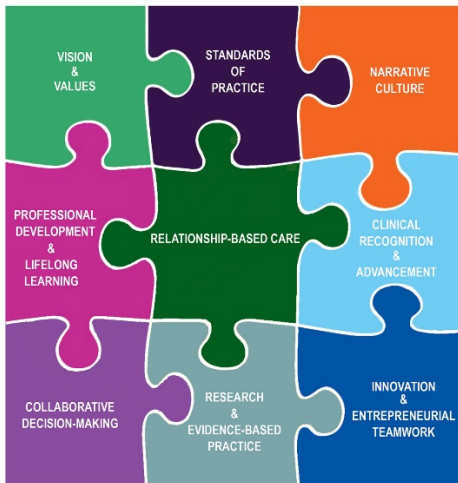 VISION
&
VALUES
STANDARDS
OF
PRACTICE
NARRATIVE
CULTURE
PROFESSIONAL
DEVELOPMENT
&
LIFELONG
LEARNING
RELATIONSHIP-BASED CARE
CLINICAL
RECOGNITION
&
ADVANCEMENT
COLLABORATIVE
DECISION-MAKING
RESEARCH
&
EVIDENCE-BASED
PRACTICE
INNOVATION
&
ENTREPRENEURIAL
TEAMWORK